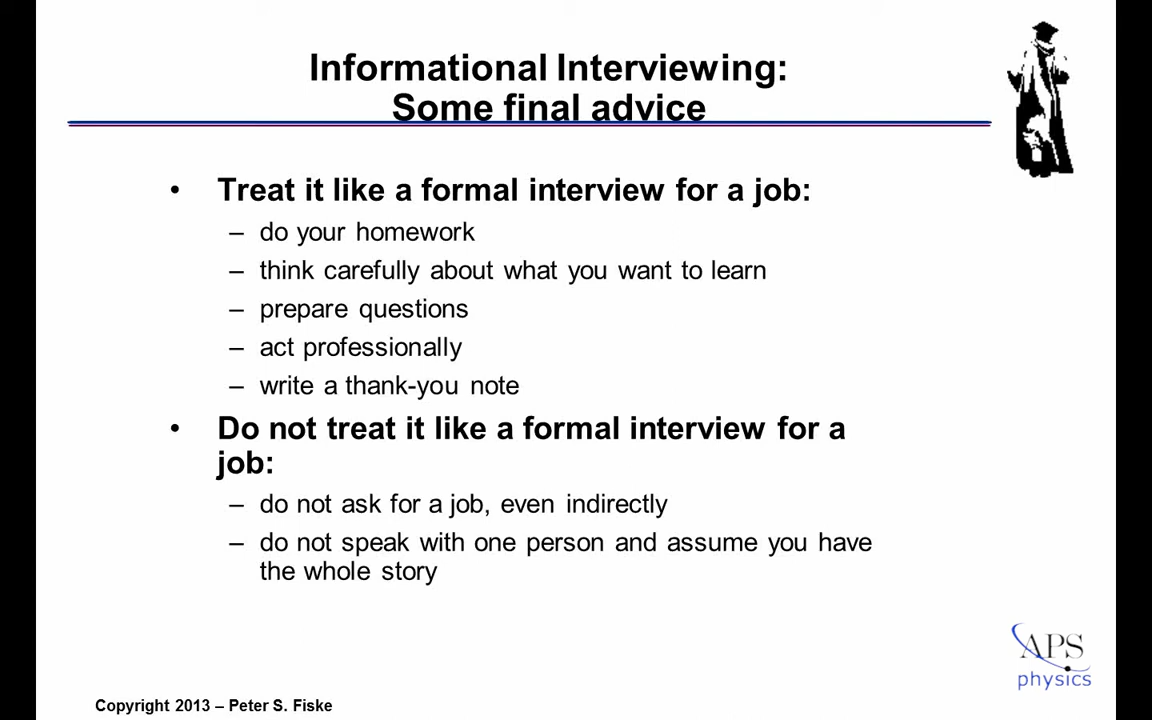 Informational Interviewing:
Some final advice
• Treat it like a formal interview for a job:
– do your homework
– think carefully about what you want to learn
– prepare questions
– act professionally
– write a thank-you note
• Do not treat it like a formal interview for a
job:
– do not ask for a job, even indirectly
– do not speak with one person and assume you have
the whole story
APS
physics
Copyright 2013 – Peter S. Fiske